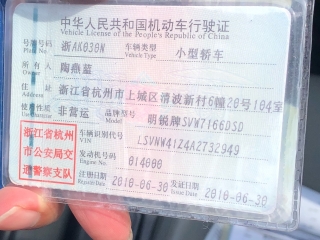 中华人民共和国机动车行驶证
Vehicle License of the People's Republic of China
号牌号码 浙AK030N 车辆类型 小型轿车
Plate No. Vehicle Type
所有人 陶燕蓝
住址 浙江省杭州市上城区清波新村6幢20号104室
使用性质 非营运 品牌型号 明锐牌SVW7166DSD
Model
浙江省杭州市公安局交通警察支队
车辆识别代号 LSVNW41Z4A2732949
VIN
发动机号码 014000
Engine No.
注册日期 2010-06-30 发证日期 2010-06-30
Register Date Issue Date